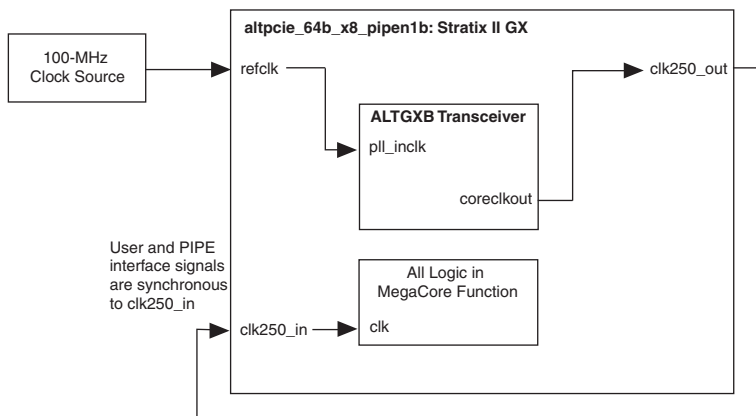 altpcie_64b_x8_pipen1b: Stratix II GX
100-MHz
Clock Source
refclk
clk250_out
ALTGXB Transceiver
pll_inclk
coreclkout
User and PIPE
interface signals
are synchronous
to clk250_in
All Logic in
MegaCore Function
clk250_in
clk